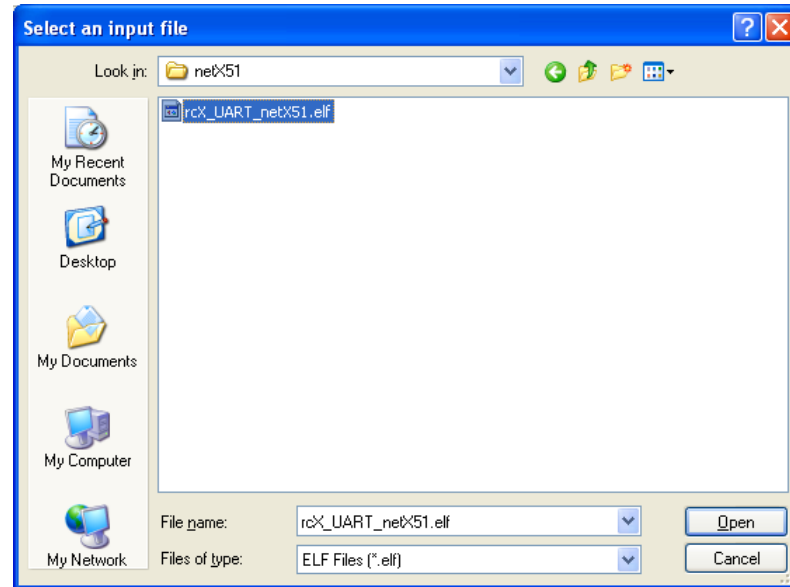 Select an input file
Look in:
netX51
rcX_UART_netX51.elf
My Recent
Documents
Desktop
My Documents
My Computer
My Network
File name:
rcX_UART_netX51.elf
Open
Files of type:
ELF Files (*.elf)
Cancel